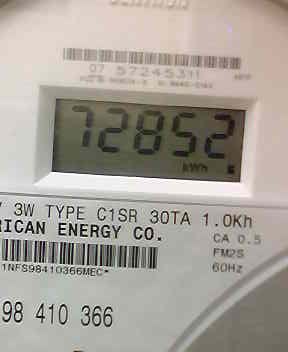 07 57245311
72852
kWh
V 3W TYPE C1SR 30TA 1.0Kh
RICAN ENERGY CO. CA 0.5
FM2S
1NFS98410366MEC* 60Hz
98 410 366